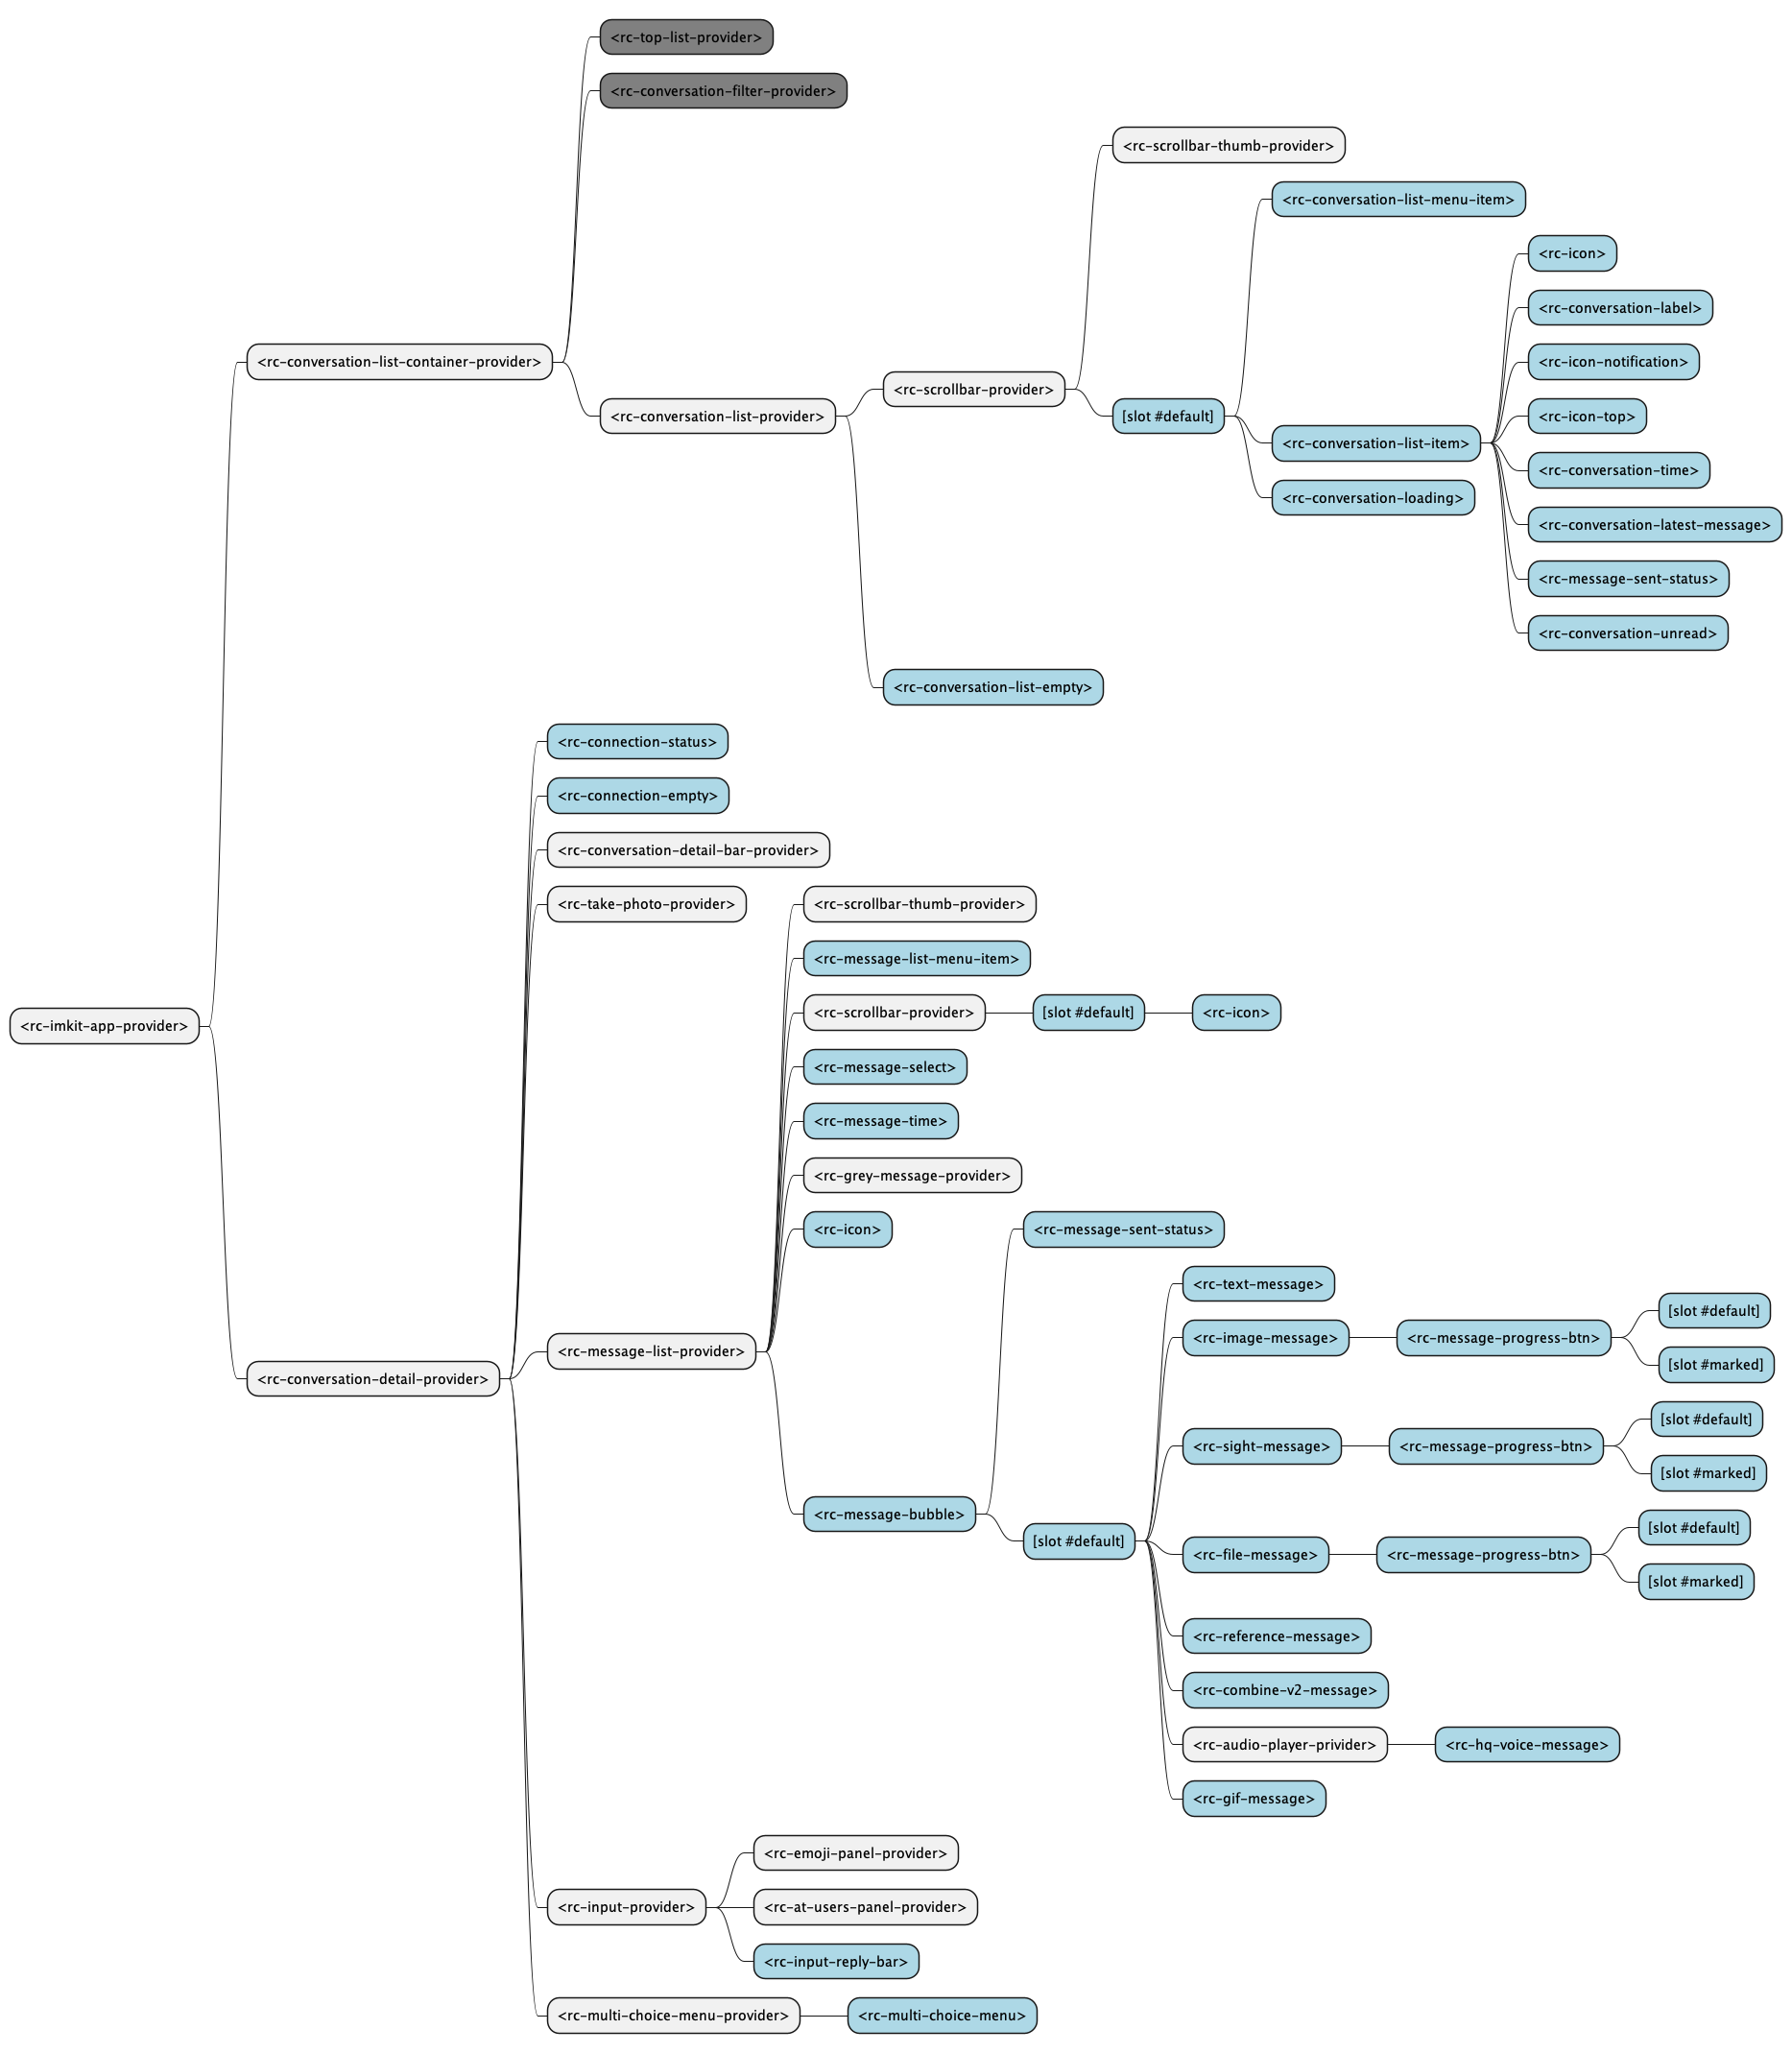 <rc-top-list-provider>
<rc-conversation-filter-provider>
<rc-scrollbar-thumb-provider>
<rc-conversation-list-menu-item>
<rc-icon>
<rc-conversation-label>
<rc-conversation-list-container-provider>
<rc-icon-notification>
<rc-scrollbar-provider>
<rc-conversation-list-provider>
[slot #default]
<rc-icon-top>
<rc-conversation-list-item>
<rc-conversation-time>
<rc-conversation-loading>
<rc-conversation-latest-message>
<rc-message-sent-status>
<rc-conversation-unread>
<rc-conversation-list-empty>
<rc-connection-status>
<rc-connection-empty>
<rc-conversation-detail-bar-provider>
<rc-take-photo-provider>
<rc-scrollbar-thumb-provider>
<rc-message-list-menu-item>
<rc-scrollbar-provider>
[slot #default]
<rc-icon>
<rc-imkit-app-provider>
<rc-message-select>
<rc-message-time>
<rc-grey-message-provider>
<rc-icon>
<rc-message-sent-status>
<rc-text-message>
[slot #default]
<rc-image-message>
<rc-message-progress-btn>
<rc-message-list-provider>
[slot #marked]
<rc-conversation-detail-provider>
[slot #default]
<rc-sight-message>
<rc-message-progress-btn>
[slot #marked]
<rc-message-bubble>
[slot #default]
[slot #default]
<rc-file-message>
<rc-message-progress-btn>
[slot #marked]
<rc-reference-message>
<rc-combine-v2-message>
<rc-audio-player-privider>
<rc-hq-voice-message>
<rc-gif-message>
<rc-emoji-panel-provider>
<rc-input-provider>
<rc-at-users-panel-provider>
<rc-input-reply-bar>
<rc-multi-choice-menu-provider>
<rc-multi-choice-menu>